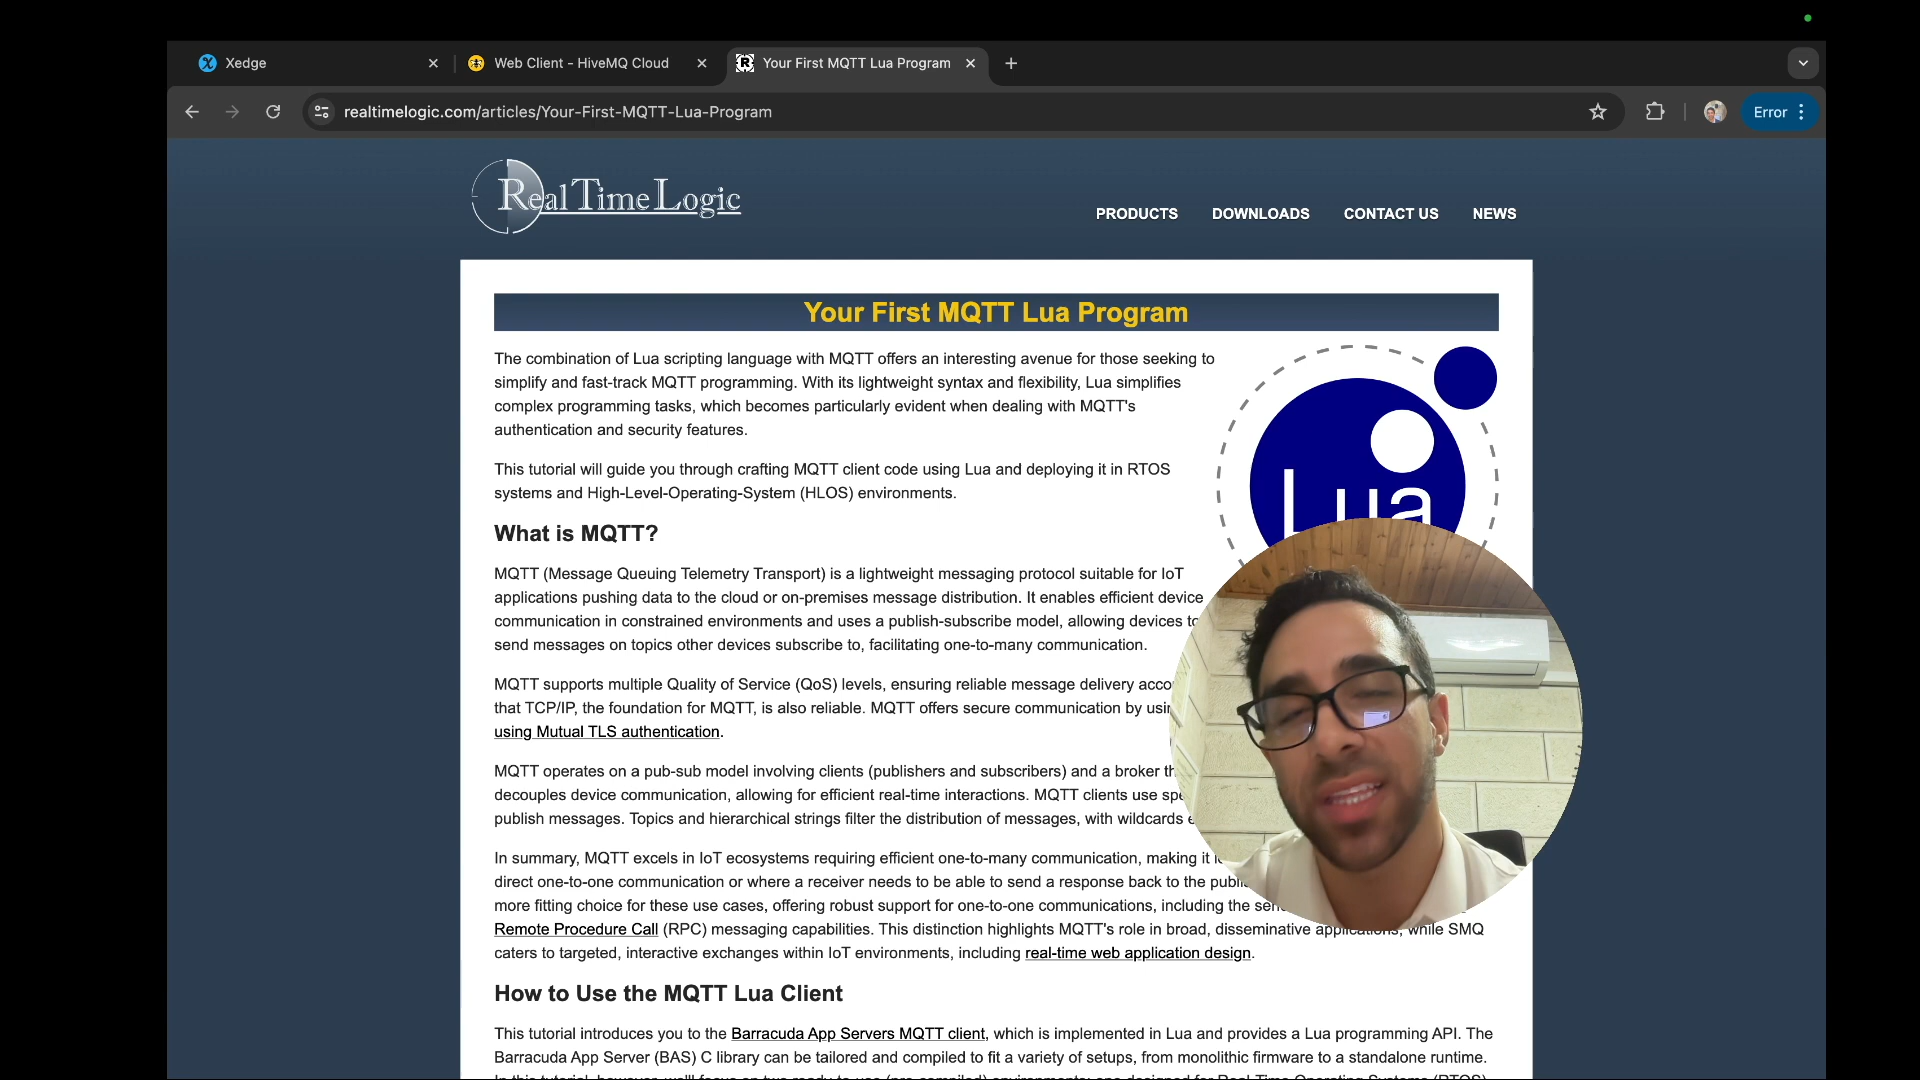 Xedge
Web Client - HiveMQ Cloud
Your First MQTT Lua Program
realtimelogic.com/articles/Your-First-MQTT-Lua-Program
Error
Real Time Logic
PRODUCTS DOWNLOADS CONTACT US NEWS
Your First MQTT Lua Program
The combination of Lua scripting language with MQTT offers an interesting avenue for those seeking to
simplify and fast-track MQTT programming. With its lightweight syntax and flexibility, Lua simplifies
complex programming tasks, which becomes particularly evident when dealing with MQTT's
authentication and security features.
This tutorial will guide you through crafting MQTT client code using Lua and deploying it in RTOS
systems and High-Level-Operating-System (HLOS) environments.
Lua
What is MQTT?
MQTT (Message Queuing Telemetry Transport) is a lightweight messaging protocol suitable for IoT
applications pushing data to the cloud or on-premises message distribution. It enables efficient device
communication in constrained environments and uses a publish-subscribe model, allowing devices to
send messages on topics other devices subscribe to, facilitating one-to-many communication.
MQTT supports multiple Quality of Service (QoS) levels, ensuring reliable message delivery
that TCP/IP, the foundation for MQTT, is also reliable. MQTT offers secure communication by
using Mutual TLS authentication.
MQTT operates on a pub-sub model involving clients (publishers and subscribers) and a broker
decouples device communication, allowing for efficient real-time interactions. MQTT clients use
publish messages. Topics and hierarchical strings filter the distribution of messages, with wildcards
In summary, MQTT excels in IoT ecosystems requiring efficient one-to-many communication, making it
direct one-to-one communication or where a receiver needs to be able to send a response back to the
more fitting choice for these use cases, offering robust support for one-to-one communications, including the
Remote Procedure Call (RPC) messaging capabilities. This distinction highlights MQTT's role in broad, disseminative applications, while SMQ
caters to targeted, interactive exchanges within IoT environments, including real-time web application design.
How to Use the MQTT Lua Client
This tutorial introduces you to the Barracuda App Servers MQTT client, which is implemented in Lua and provides a Lua programming API. The
Barracuda App Server (BAS) C library can be tailored and compiled to fit a variety of setups, from monolithic firmware to a standalone runtime.